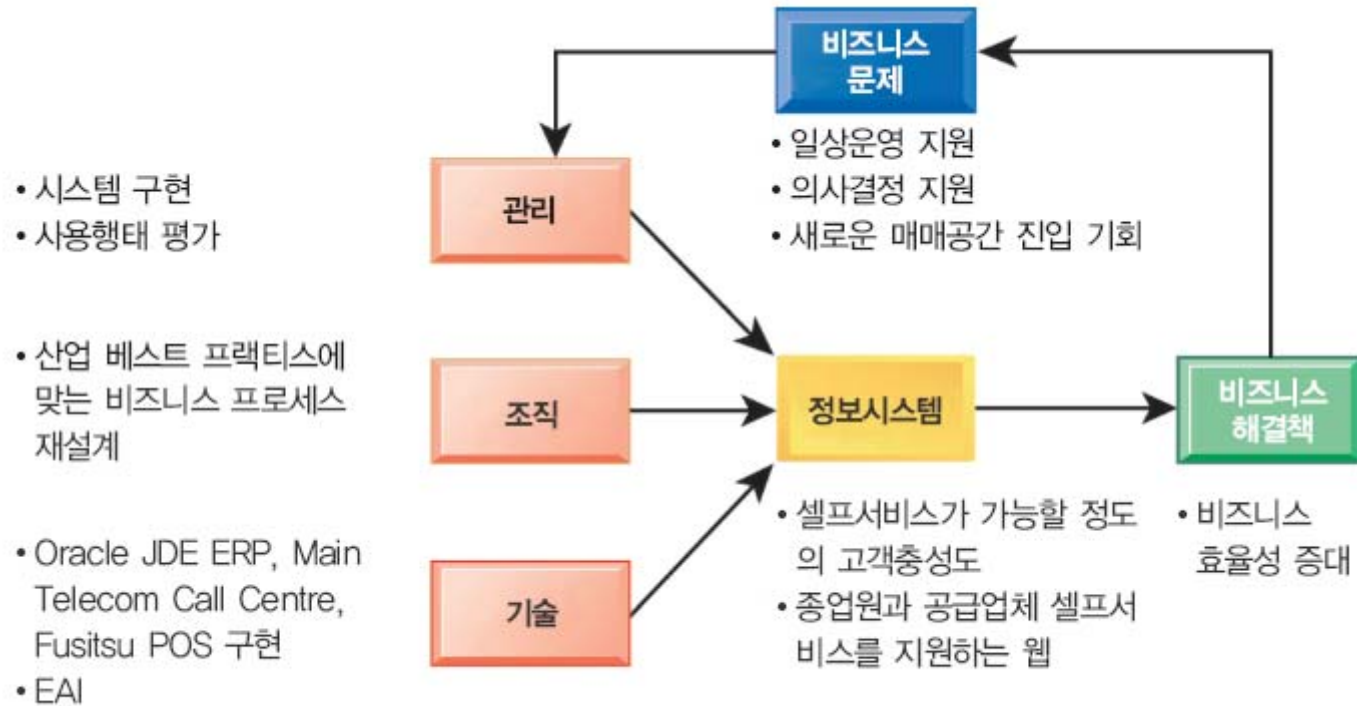 비즈니스
문제
• 일상운영 지원
• 의사결정 지원
• 새로운 매매공간 진입 기회
• 시스템 구현
• 사용행태 평가
관리
• 산업 베스트 프랙티스에
맞는 비즈니스 프로세스
재설계
조직
정보시스템
비즈니스
해결책
• Oracle JDE ERP, Main
Telecom Call Centre,
Fusitsu POS 구현
• EAI
기술
• 셀프서비스가 가능할 정도
의 고객충성도
• 종업원과 공급업체 셀프서
비스를 지원하는 웹
• 비즈니스
효율성 증대